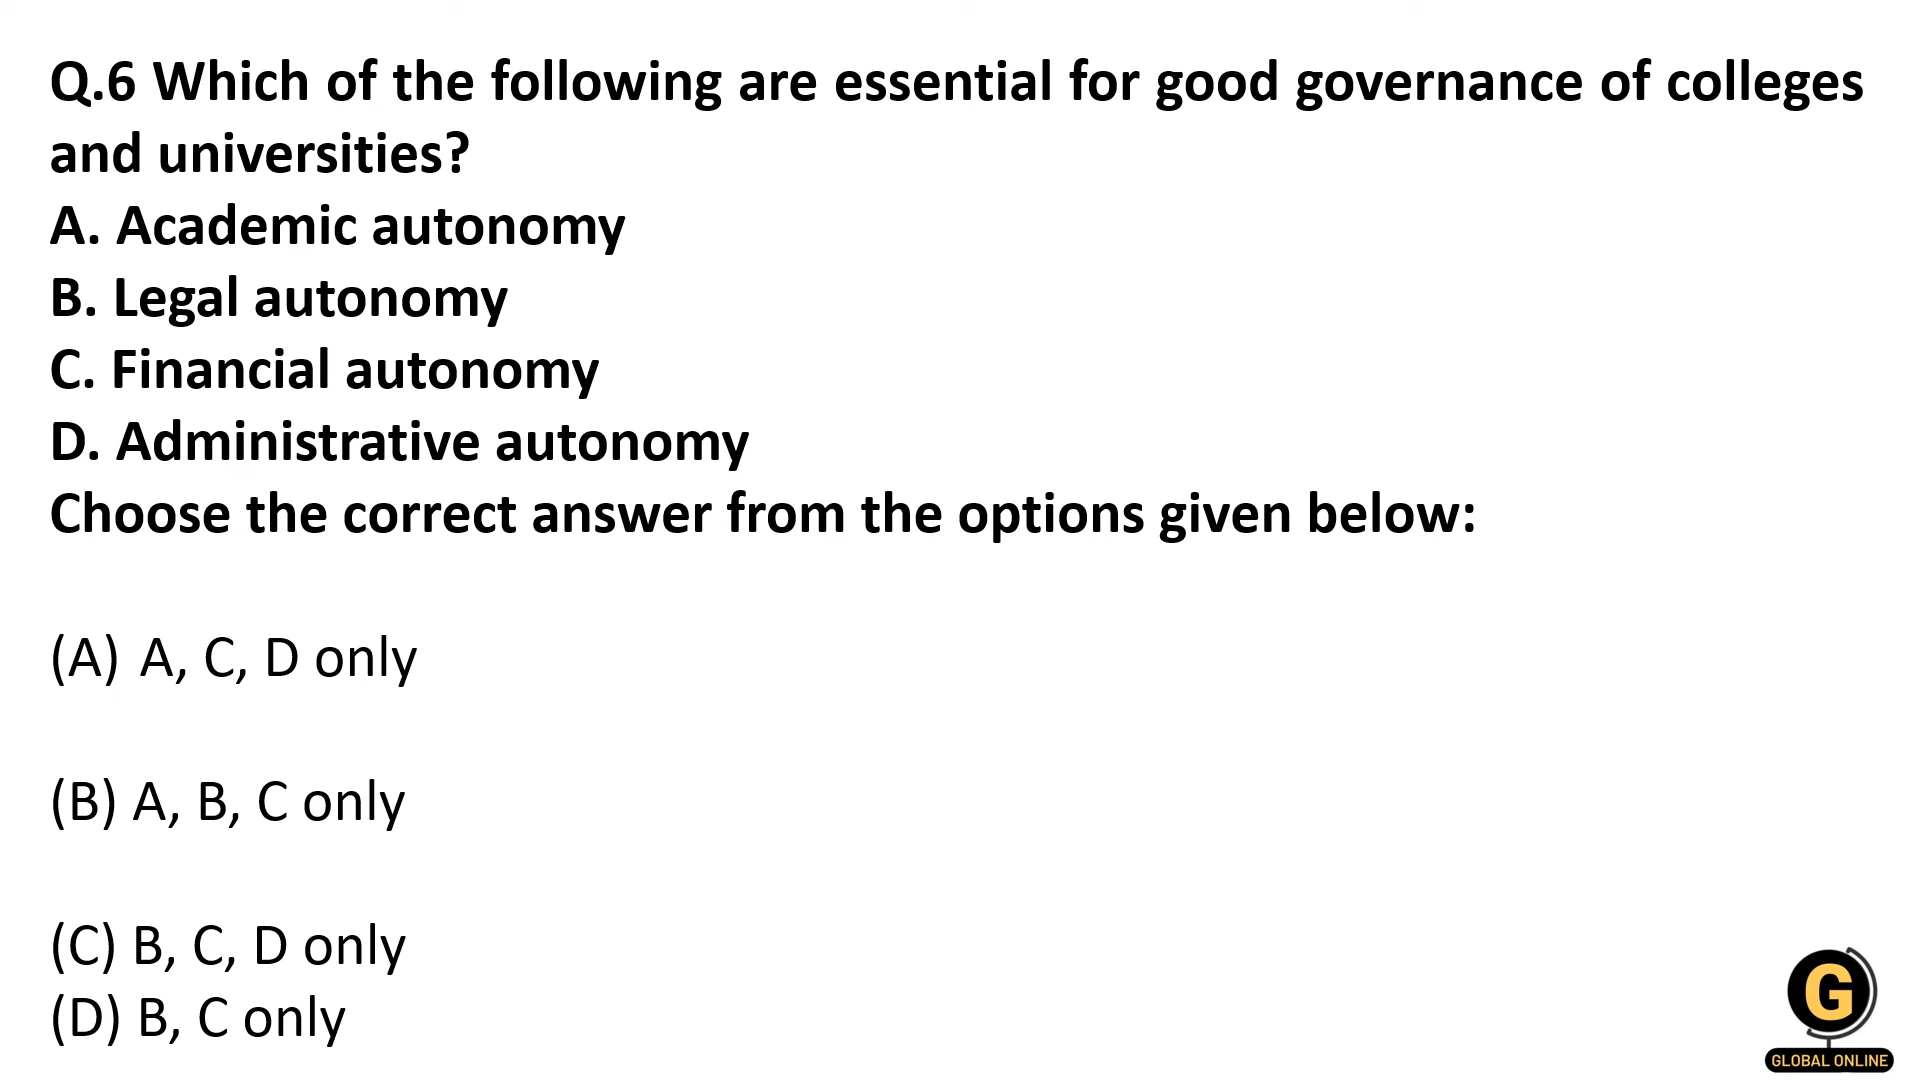 Q.6 Which of the following are essential for good governance of colleges
and universities?
A. Academic autonomy
B. Legal autonomy
C. Financial autonomy
D. Administrative autonomy
Choose the correct answer from the options given below:
(A) A, C, D only
(B) A, B, C only
(C) B, C, D only
(D) B, C only
G
GLOBAL ONLINE